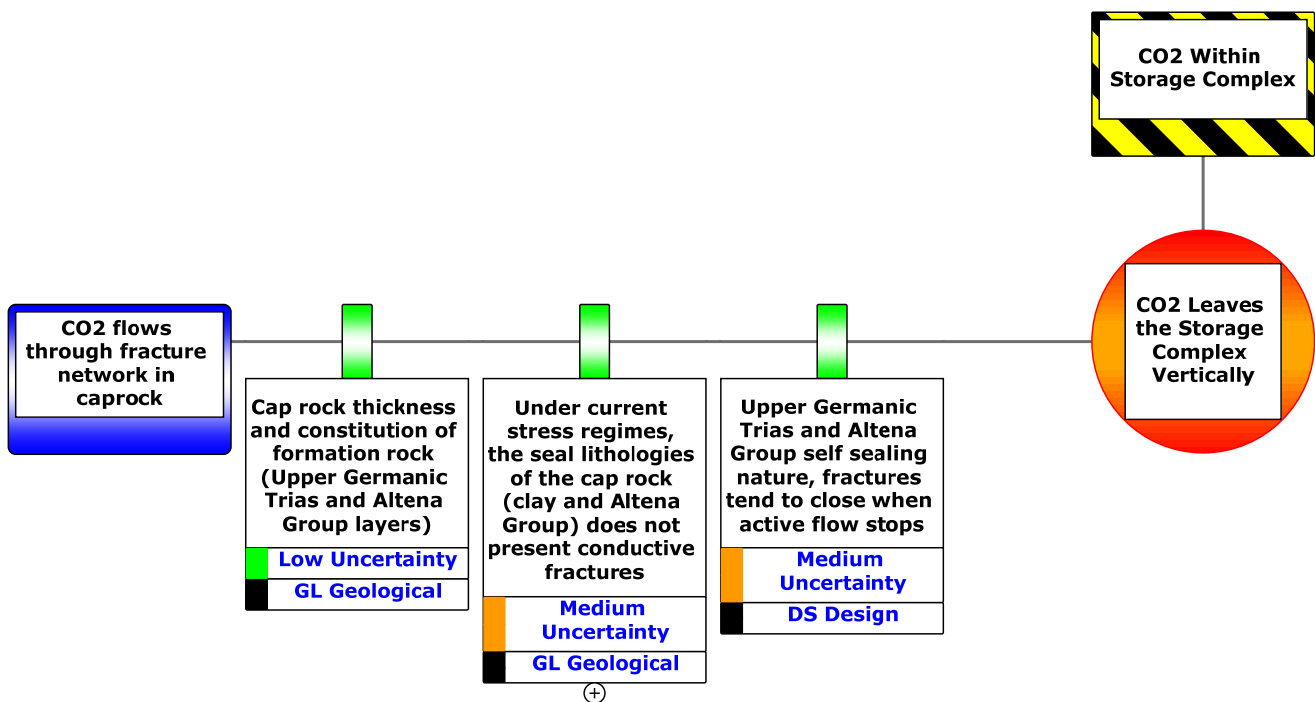 CO2 Within
Storage Complex
CO2 flows
through fracture
network in
caprock
CO2 Leaves
the Storage
Complex
Vertically
Cap rock thickness
and constitution of
formation rock
(Upper Germanic
Trias and Altena
Group layers)
Low Uncertainty
GL Geological
Under current
stress regimes,
the seal lithologies
of the cap rock
(clay and Altena
Group) does not
present conductive
fractures
Medium
Uncertainty
GL Geological
Upper Germanic
Trias and Altena
Group self sealing
nature, fractures
tend to close when
active flow stops
Medium
Uncertainty
DS Design